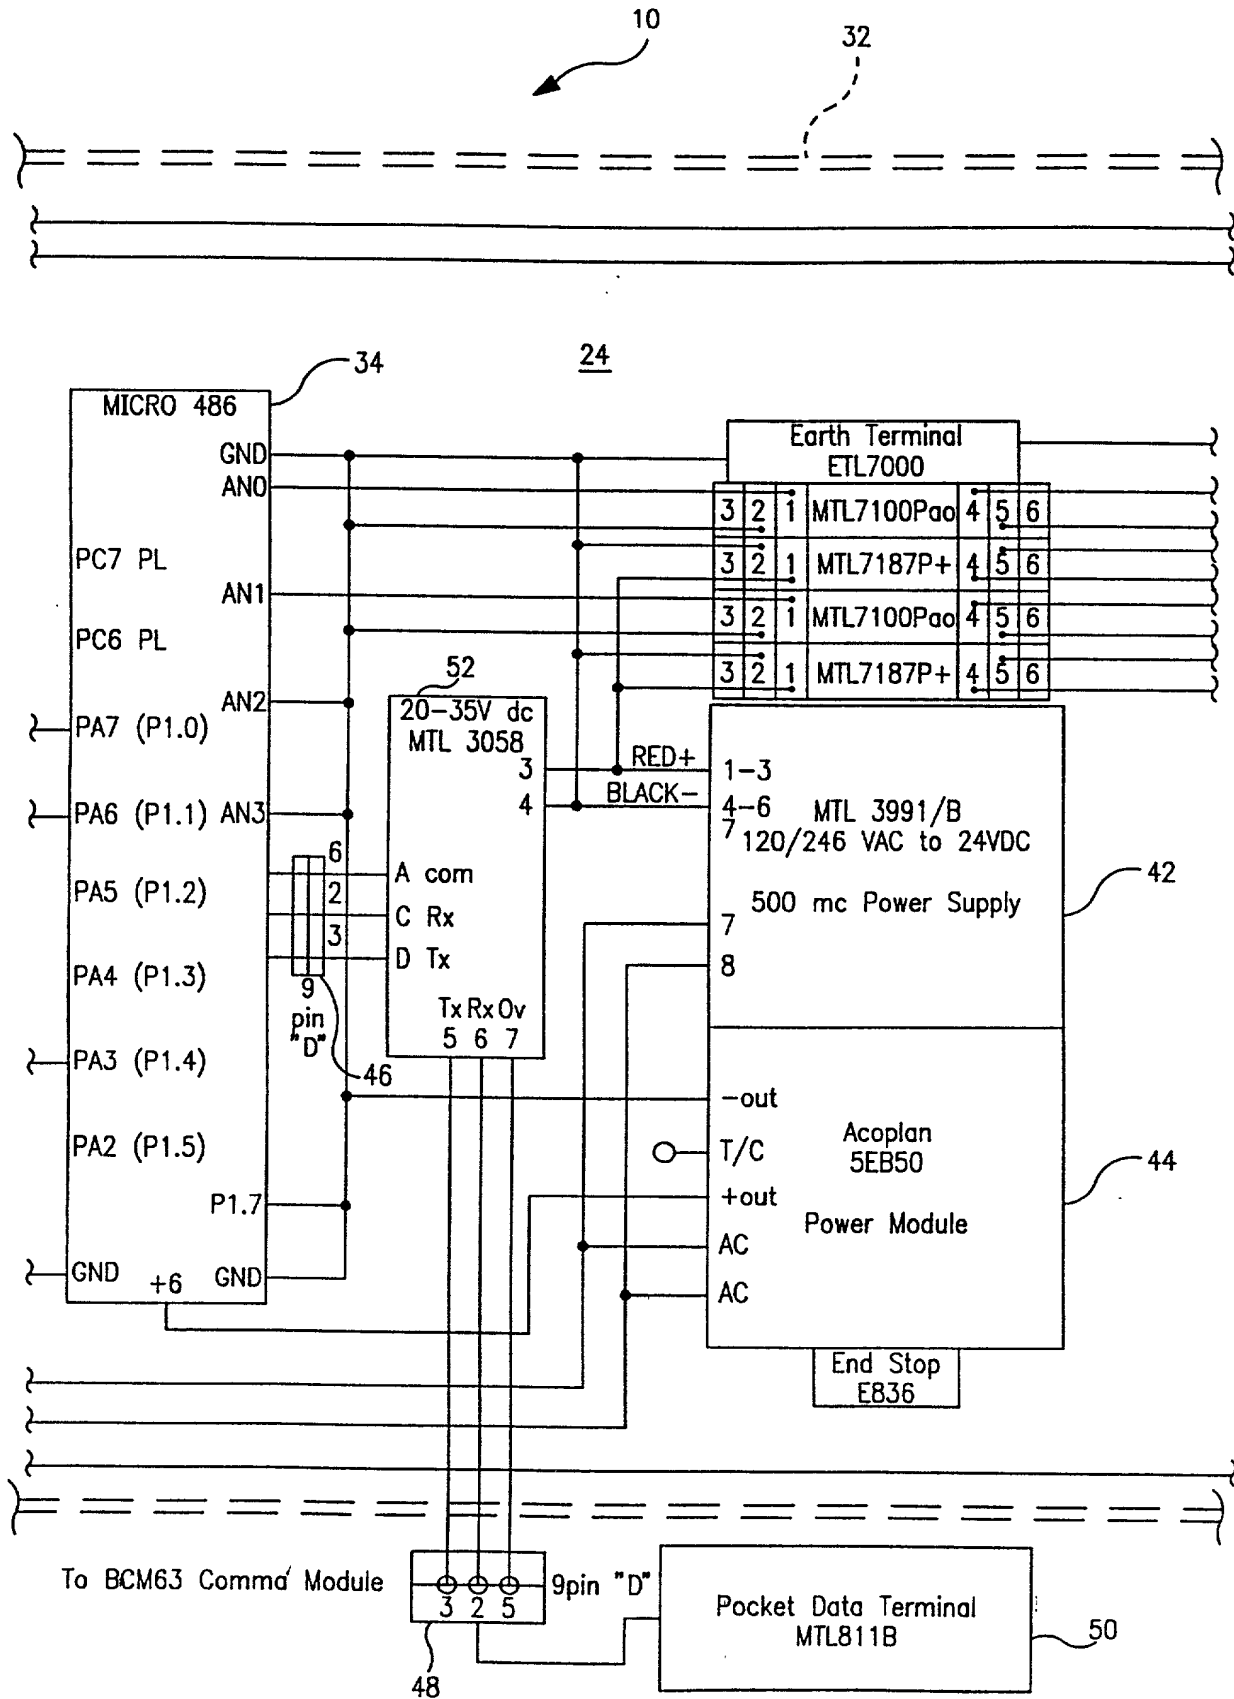 10
32
24
34
MICRO 486
GND
AN0
PC7 PL
AN1
PC6 PL
AN2
PA7 (P1.0)
PA6 (P1.1) AN3
PA5 (P1.2)
PA4 (P1.3)
PA3 (P1.4)
PA2 (P1.5)
P1.7
GND +6 GND
6
2
3
9
pin
"D"
46
52
20-35V dc
MTL 3058
3
4
A com
C Rx
D Tx
Tx Rx Ov
5 6 7
RED+
BLACK-
Earth Terminal
ETL7000
3 2 1 MTL7100Pao 4 5 6
3 2 1 MTL7187P+ 4 5 6
3 2 1 MTL7100Pao 4 5 6
3 2 1 MTL7187P+ 4 5 6
1-3
4-6
7
MTL 3991/B
120/246 VAC to 24VDC
500 mc Power Supply
7
8
42
-out
T/C
+out
AC
AC
Acoplan
5EB50
Power Module
44
End Stop
E836
To BCM63 Comma Module
3 2 5
9pin "D"
48
Pocket Data Terminal
MTL811B
50